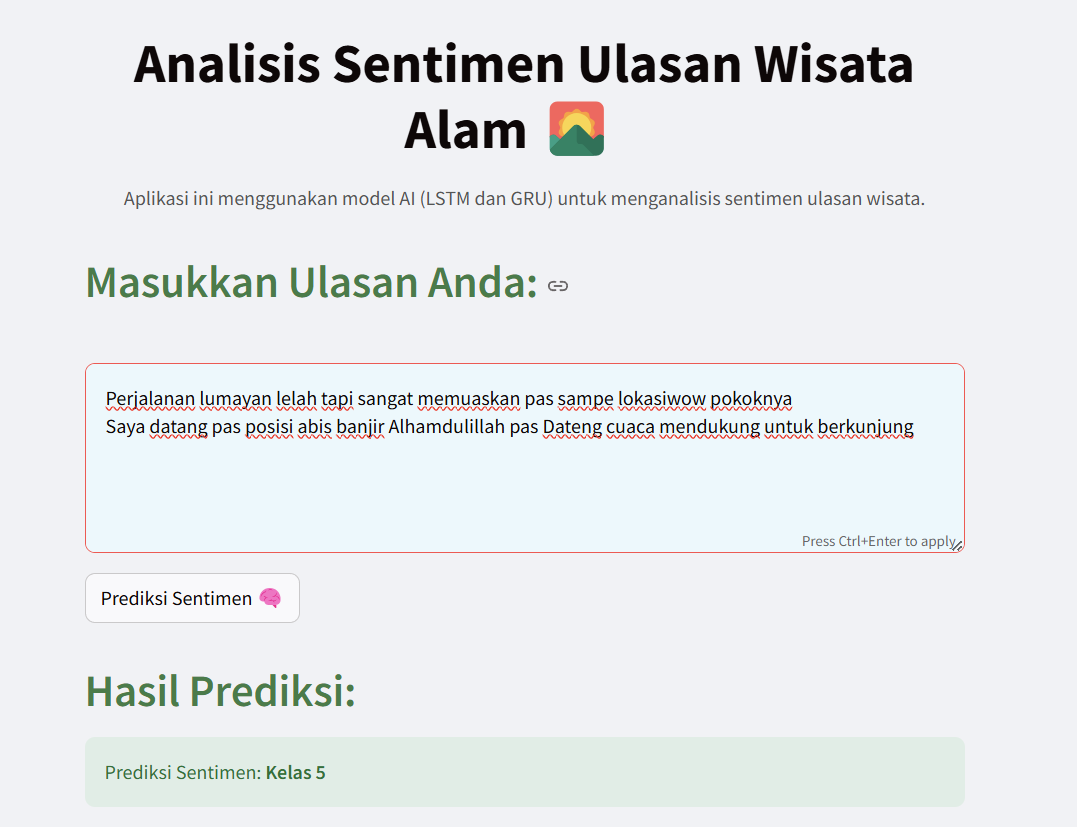 Analisis Sentimen Ulasan Wisata
Alam
Aplikasi ini menggunakan model AI (LSTM dan GRU) untuk menganalisis sentimen ulasan wisata.
Masukkan Ulasan Anda:
Perjalanan lumayan lelah tapi sangat memuaskan pas sampe lokasiwow pokoknya
Saya datang pas posisi abis banjir Alhamdulillah pas Dateng cuaca mendukung untuk berkunjung
Press Ctrl+Enter to apply
Prediksi Sentimen
Hasil Prediksi:
Prediksi Sentimen: Kelas 5